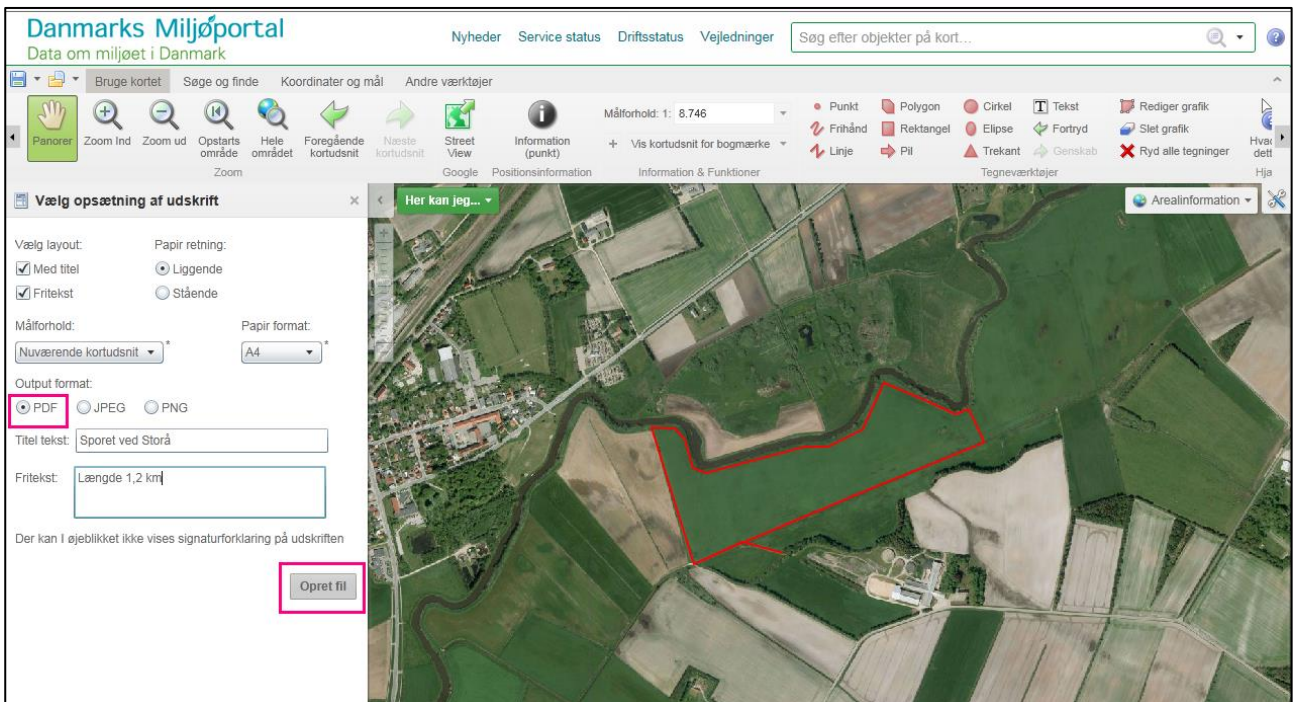 Danmarks Miljøportal
Data om miljøet i Danmark
Nyheder Service status Driftsstatus Vejledninger Søg efter objekter på kort...
Bruge kortet Søge og finde Koordinater og mål Andre værktøjer
Panorer Zoom Ind Zoom ud Opstarts område Hele området Foregående kortudsnit Næste kortudsnit
Zoom
Street View
Google
Information (punkt)
Positionsinformation
Målforhold: 1: 8.746
+ Vis kortudsnit for bogmærke
Information & Funktioner
Punkt Polygon Cirkel T Tekst Rediger grafik
Frihånd Rektangel Elipse Fortryd Slet grafik
Linje Pil Trekant Genskab Ryd alle tegninger
Tegneværktøjer
Hvad
dett
Hja
Vælg opsætning af udskrift
Her kan jeg...
Arealinformation
Vælg layout: Papir retning:
Med titel Liggende
Fritekst Stående
Målforhold: Papir format:
Nuværende kortudsnit * A4 *
Output format:
PDF JPEG PNG
Titel tekst: Sporet ved Storå
Fritekst: Længde 1,2 km
Der kan I øjeblikket ikke vises signaturforklaring på udskriften
Opret fil